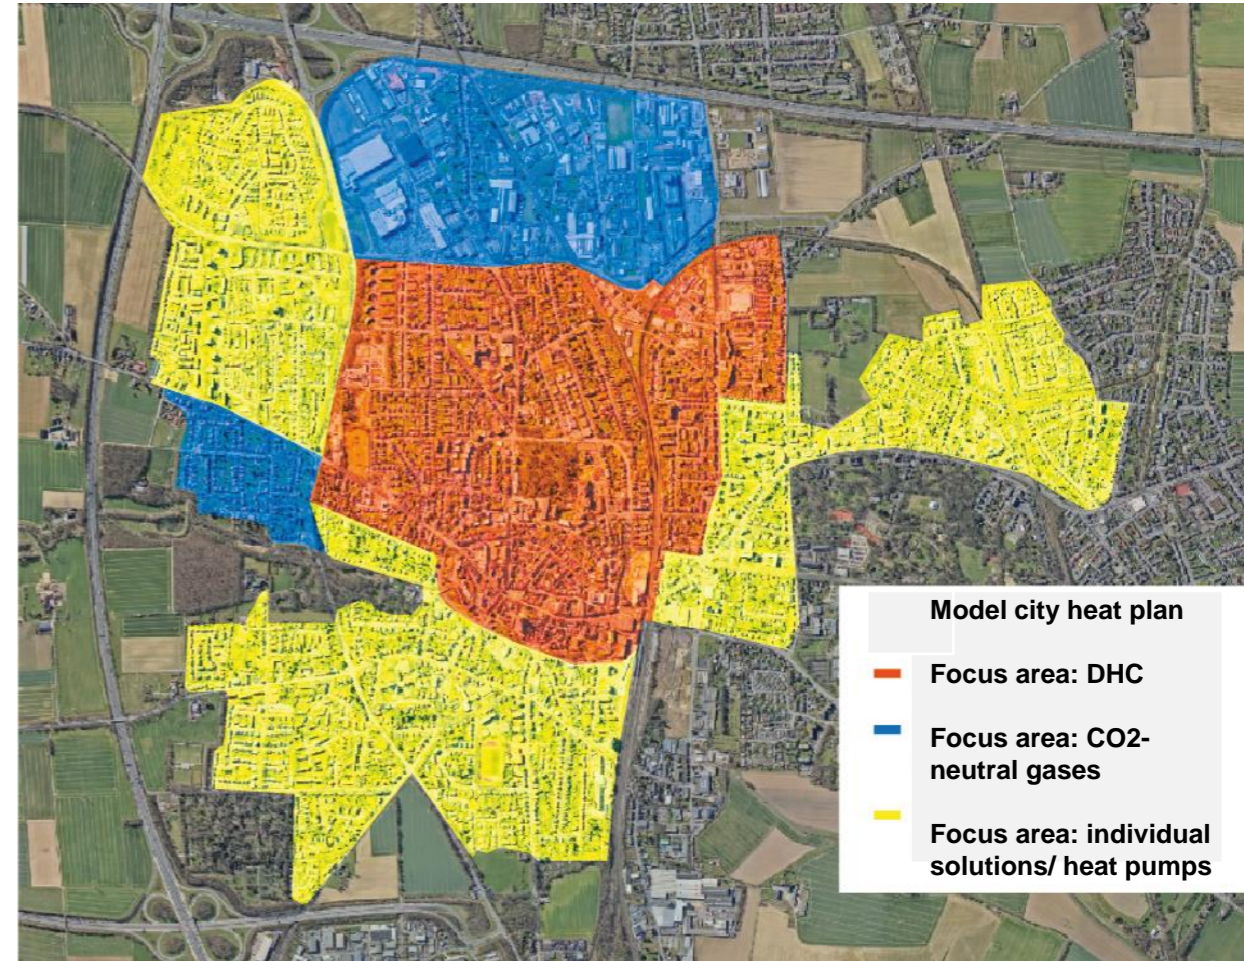 Model city heat plan
Focus area: DHC
Focus area: CO2-
neutral gases
Focus area: individual
solutions/ heat pumps